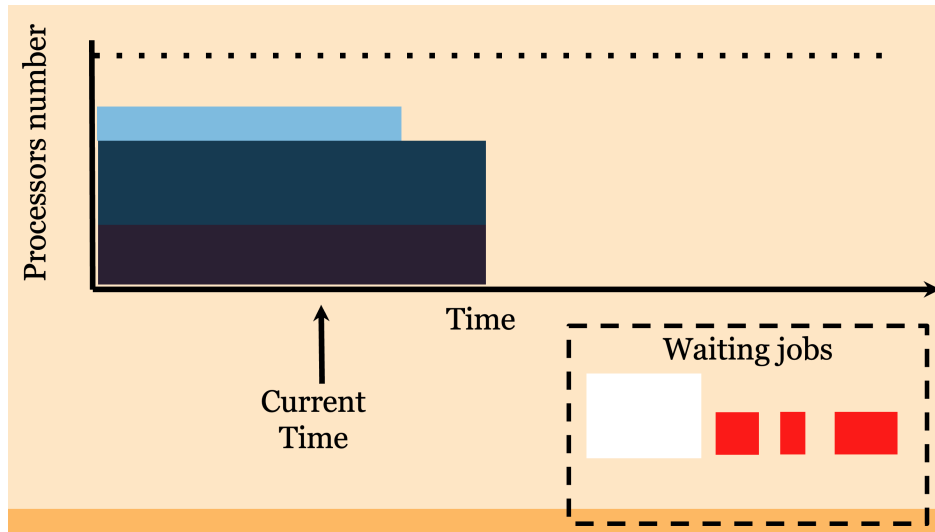 Processors number
Time
Current
Time
Waiting jobs